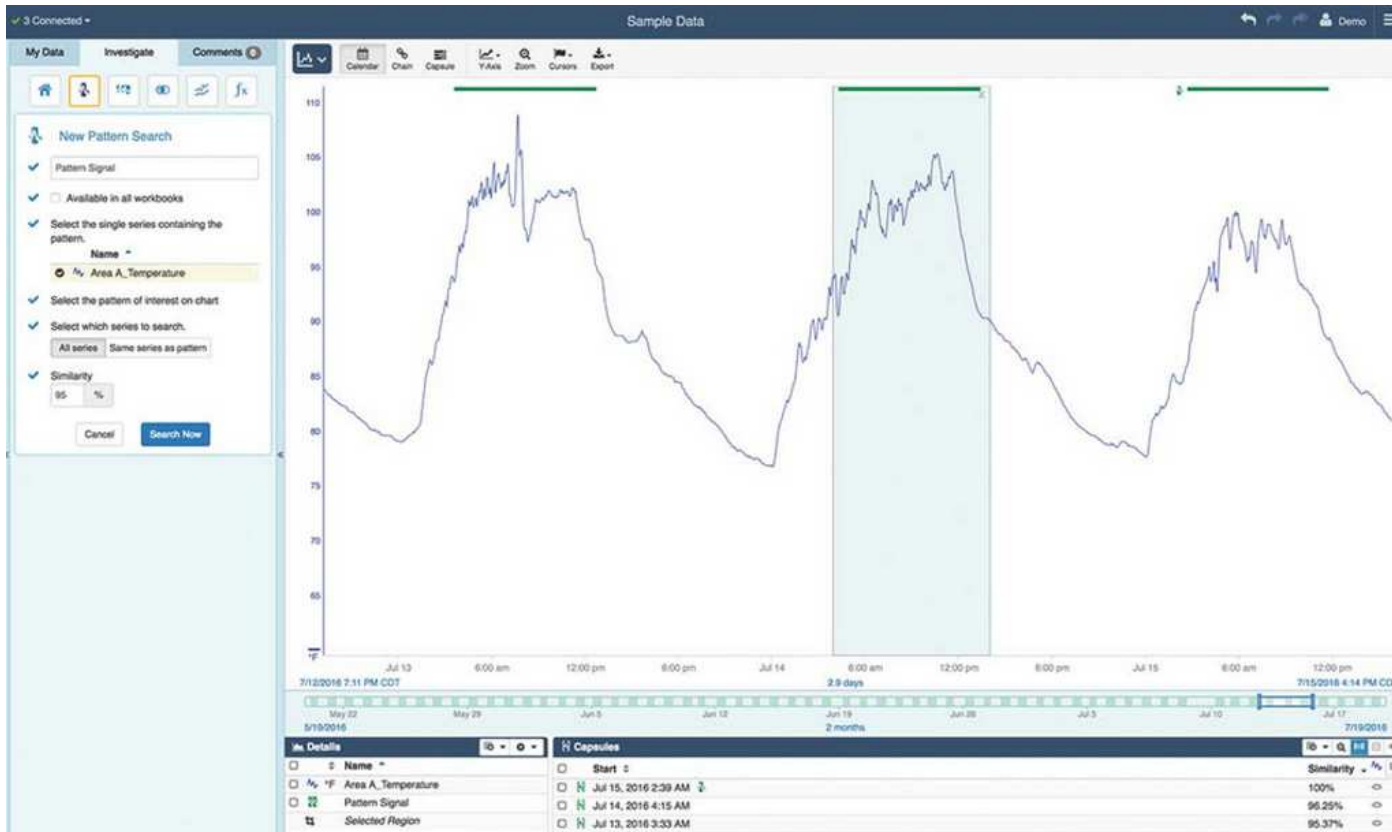 3 Connected
Sample Data
Demo
My Data
Investigate
Comments
Calendar
Chain
Capsule
Y-Axis
Zoom
Cursors
Export
New Pattern Search
Pattern Signal
Available in all workbooks
Select the single series containing the
pattern.
Name
Area A_Temperature
Select the pattern of interest on chart
Select which series to search.
All series
Same series as pattern
Similarity
95
%
Cancel
Search Now
110
105
100
95
90
85
80
75
70
65
°F
Jul 13
6:00 am
12:00 pm
6:00 pm
Jul 14
6:00 am
12:00 pm
6:00 pm
Jul 15
6:00 am
12:00 pm
7/12/2016 7:11 PM CDT
2.9 days
7/15/2016 4:14 PM CD
May 22
May 29
Jun 5
Jun 12
Jun 19
Jun 26
Jul 3
Jul 10
Jul 17
5/19/2016
2 months
7/19/2016
Details
Name
°F Area A_Temperature
Pattern Signal
Selected Region
Capsules
Start
Similarity
Jul 15, 2016 2:39 AM
100%
Jul 14, 2016 4:15 AM
96.25%
Jul 13, 2016 3:33 AM
95.37%